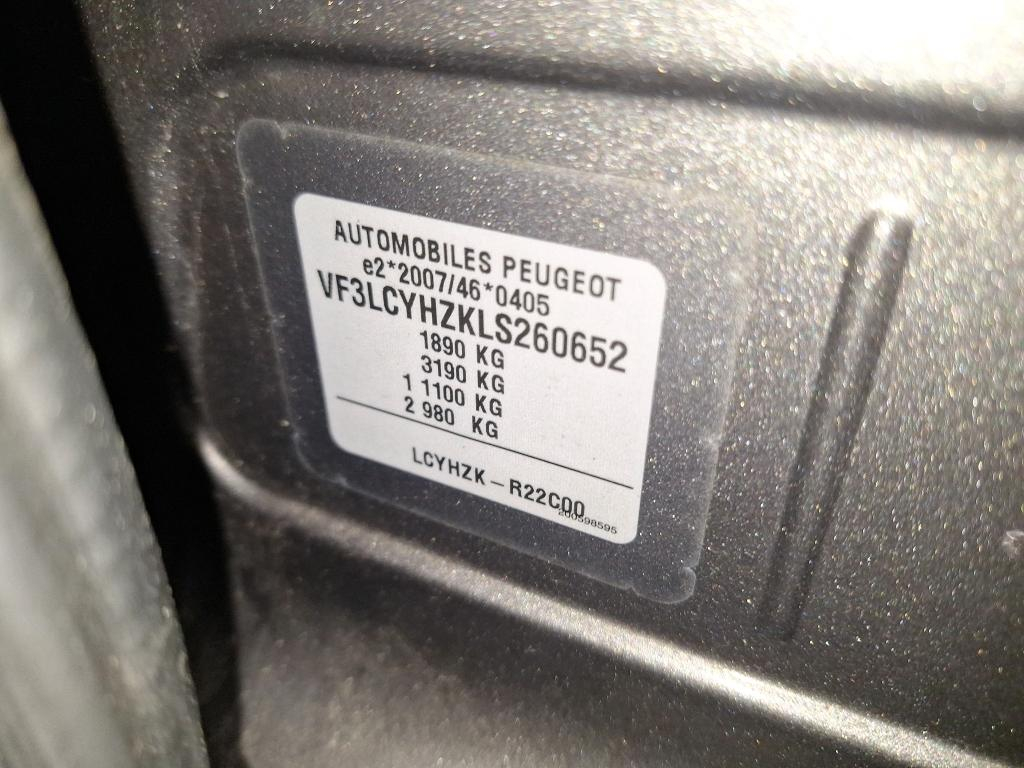 AUTOMOBILES PEUGEOT
e2*2007/46*0405
VF3LCYHZKLS260652
1890 KG
3190 KG
1 1100 KG
2 980 KG
LCYHZK – R22C00
200598595